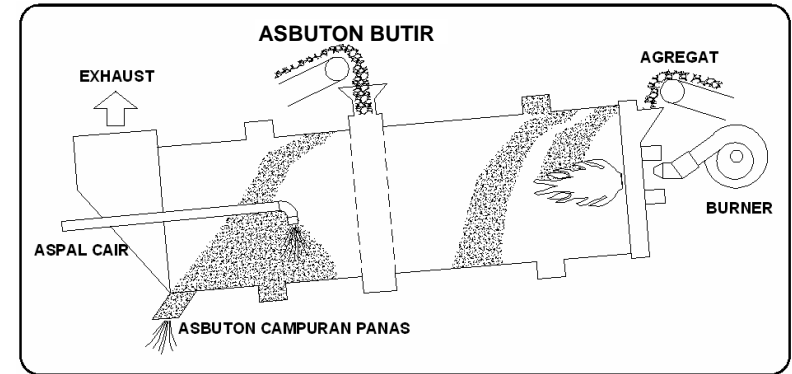 ASBUTON BUTIR
AGREGAT
EXHAUST
BURNER
ASPAL CAIR
ASBUTON CAMPURAN PANAS